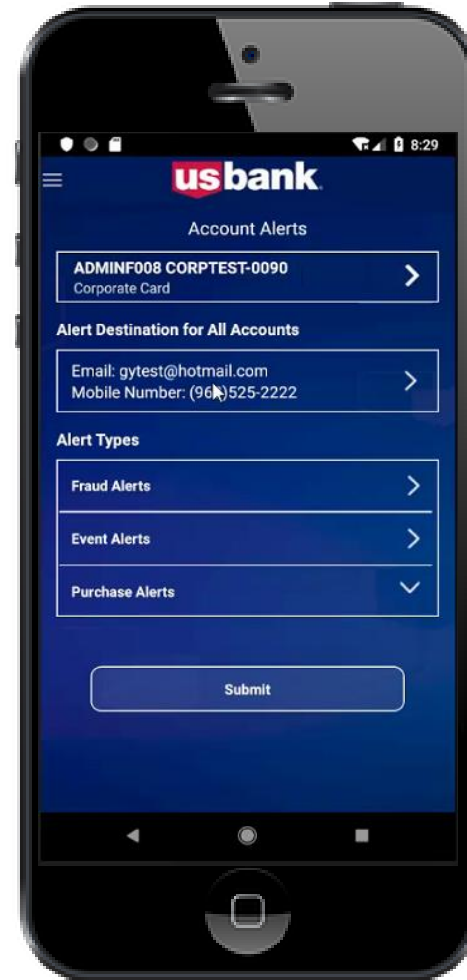 8:29
usbank
Account Alerts
ADMINF008 CORPTEST-0090
Corporate Card
Alert Destination for All Accounts
Email: gytest@hotmail.com
Mobile Number: 525-2222
Alert Types
Fraud Alerts
Event Alerts
Purchase Alerts
Submit